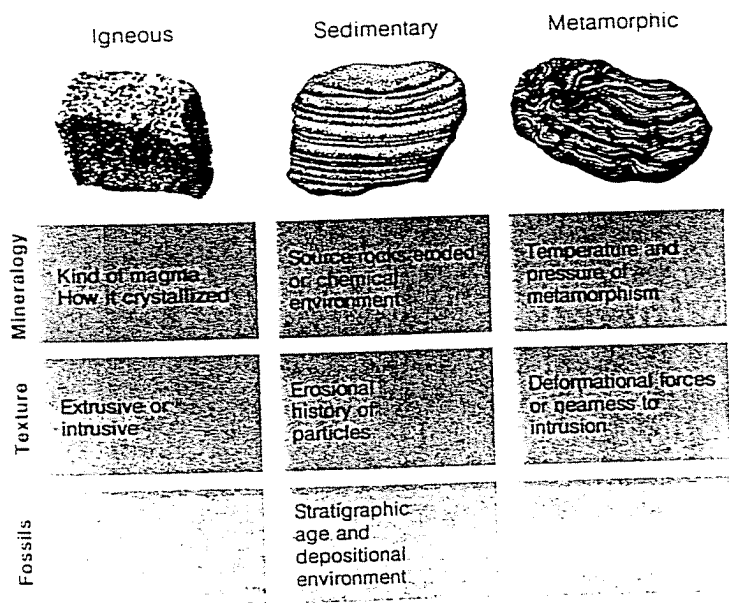 Igneous
Sedimentary
Metamorphic
Mineralogy
Kind of magma
How it crystallized
Source rocks eroded
or chemical
environment
Temperature and
pressure of
metamorphism
Texture
Extrusive or
intrusive
Erosional
history of
particles
Deformational forces
or nearness to
intrusion
Fossils
Stratigraphic
age and
depositional
environment